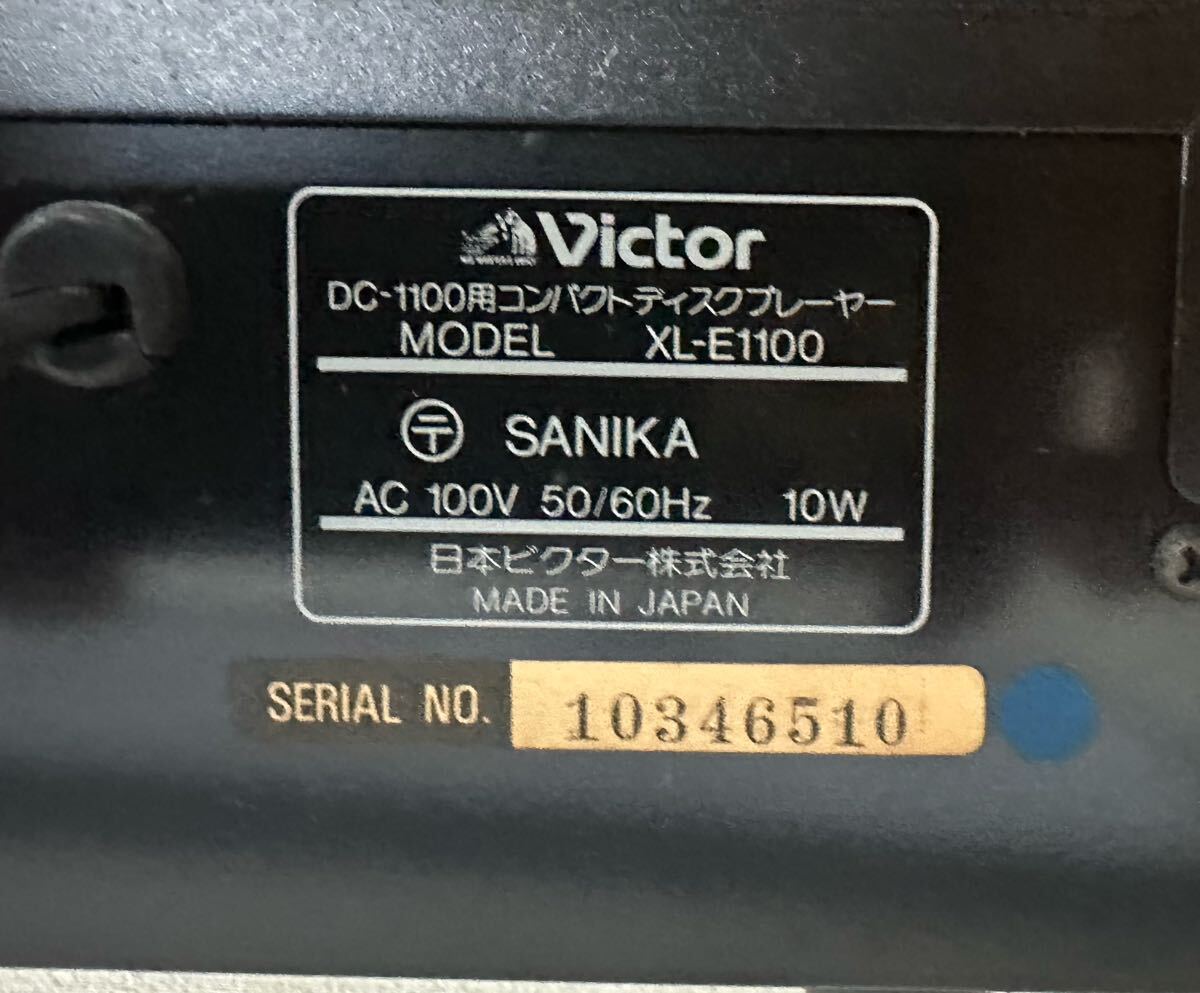 Victor
DC-1100用コンパクトディスクプレーヤー
MODEL XL-E1100
〒 SANIKA
AC 100V 50/60Hz 10W
日本ビクター株式会社
MADE IN JAPAN
SERIAL NO. 10346510